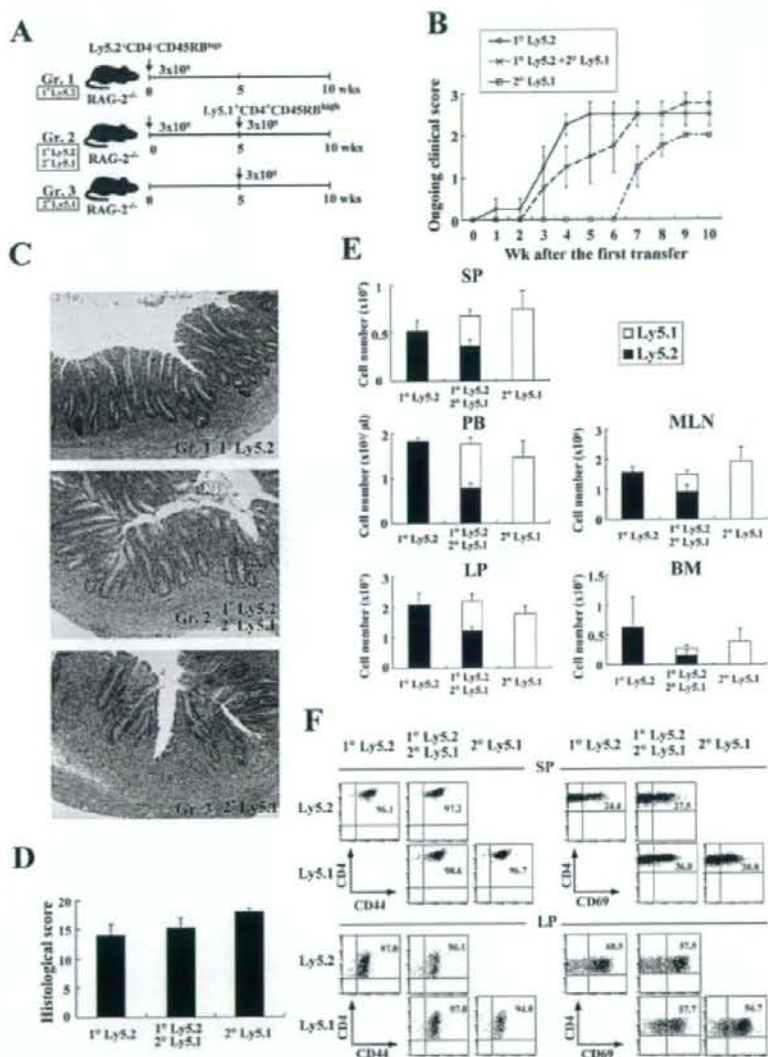 A
Ly5.2⁺CD4⁺CD45RBhigh
Gr. 1
1° Ly5.2
RAG-2-/-
0
5
10 wks
Ly5.1⁺CD4⁺CD45RBhigh
Gr. 2
1° Ly5.2
2° Ly5.1
RAG-2-/-
0
5
10 wks
Gr. 3
2° Ly5.1
RAG-2-/-
0
5
10 wks
B
1° Ly5.2
1° Ly5.2 + 2° Ly5.1
2° Ly5.1
Ongoing clinical score
3
2
1
0
0 1 2 3 4 5 6 7 8 9 10
Wk after the first transfer
C
Gr. 1 1° Ly5.2
Gr. 2 1° Ly5.2
2° Ly5.1
Gr. 3 2° Ly5.1
D
Histological score
20
15
10
5
0
1° Ly5.2
1° Ly5.2
2° Ly5.1
2° Ly5.1
E
SP
Cell number
1
0.5
0
1° Ly5.2
1° Ly5.2
2° Ly5.1
2° Ly5.1
Ly5.1
Ly5.2
PB
Cell number
2
1
0
1° Ly5.2
1° Ly5.2
2° Ly5.1
2° Ly5.1
MLN
Cell number
3
2
1
0
1° Ly5.2
1° Ly5.2
2° Ly5.1
2° Ly5.1
LP
Cell number
3
2
1
0
1° Ly5.2
1° Ly5.2
2° Ly5.1
2° Ly5.1
BM
Cell number
1.5
1
0.5
0
1° Ly5.2
1° Ly5.2
2° Ly5.1
2° Ly5.1
F
1° Ly5.2
1° Ly5.2
2° Ly5.1
2° Ly5.1
1° Ly5.2
1° Ly5.2
2° Ly5.1
2° Ly5.1
SP
Ly5.2
96.1
97.2
24.4
27.5
Ly5.1
98.6
96.7
CD4
CD44
CD4
CD69
LP
Ly5.2
97.0
96.1
Ly5.1
97.8
94.8
57.7
56.7
CD4
CD44
CD4
CD69